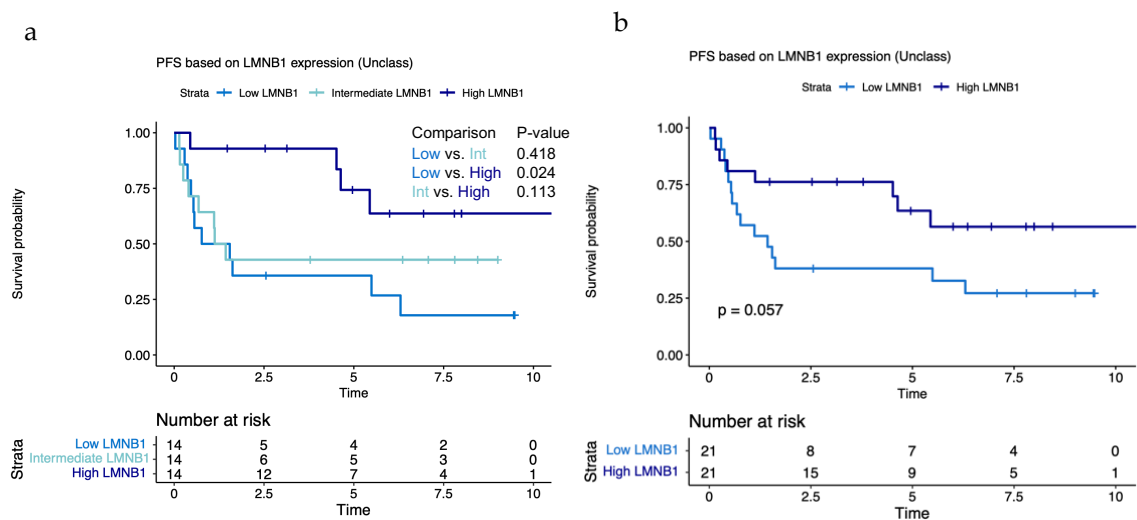 a
PFS based on LMNB1 expression (Unclass)
Strata Low LMNB1 Intermediate LMNB1 High LMNB1
Comparison P-value
Low vs. Int 0.418
Low vs. High 0.024
Int vs. High 0.113
Survival probability
1.00
0.75
0.50
0.25
0.00
0 2.5 5 7.5 10
Time
Number at risk
Strata
Low LMNB1 14 5 4 2 0
Intermediate LMNB1 14 6 5 3 0
High LMNB1 14 12 7 4 1
0 2.5 5 7.5 10
Time
b
PFS based on LMNB1 expression (Unclass)
Strata Low LMNB1 High LMNB1
Survival probability
1.00
0.75
0.50
0.25
0.00
p = 0.057
0 2.5 5 7.5 10
Time
Number at risk
Strata
Low LMNB1 21 8 7 4 0
High LMNB1 21 15 9 5 1
0 2.5 5 7.5 10
Time